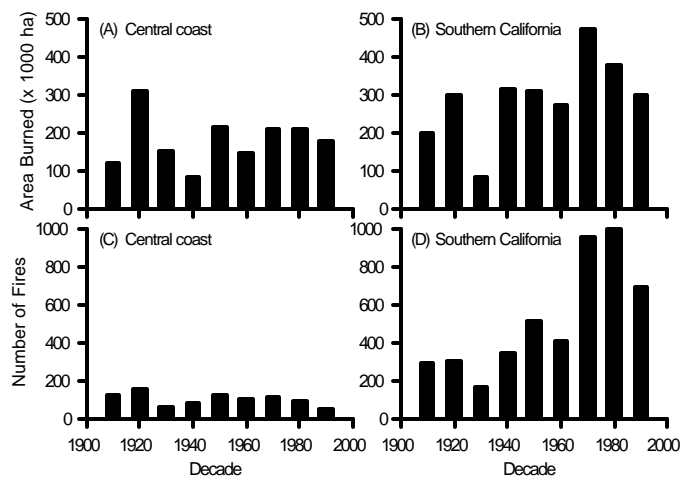 Area Burned (x 1000 ha)
500
400
300
200
100
0
(A) Central coast
500
400
300
200
100
0
(B) Southern California
Number of Fires
1000
800
600
400
200
0
(C) Central coast
1900 1920 1940 1960 1980 2000
Decade
1000
800
600
400
200
0
(D) Southern California
1900 1920 1940 1960 1980 2000
Decade